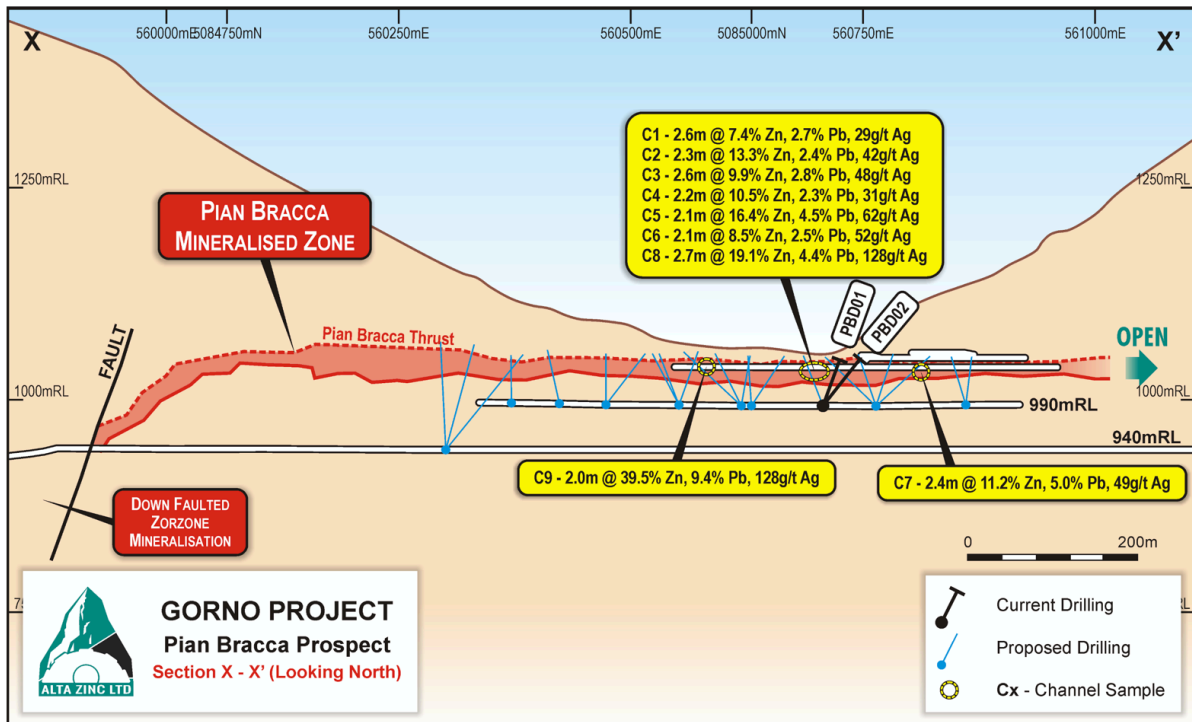 X
560000mE
5084750mN
560250mE
560500mE
5085000mN
560750mE
561000mE
X'
C1 - 2.6m @ 7.4% Zn, 2.7% Pb, 29g/t Ag
C2 - 2.3m @ 13.3% Zn, 2.4% Pb, 42g/t Ag
C3 - 2.6m @ 9.9% Zn, 2.8% Pb, 48g/t Ag
C4 - 2.2m @ 10.5% Zn, 2.3% Pb, 31g/t Ag
C5 - 2.1m @ 16.4% Zn, 4.5% Pb, 62g/t Ag
C6 - 2.1m @ 8.5% Zn, 2.5% Pb, 52g/t Ag
C8 - 2.7m @ 19.1% Zn, 4.4% Pb, 128g/t Ag
1250mRL
1250mRL
PIAN BRACCA
MINERALISED ZONE
PBD01
PBD02
Pian Bracca Thrust
FAULT
OPEN
1000mRL
1000mRL
990mRL
940mRL
C9 - 2.0m @ 39.5% Zn, 9.4% Pb, 128g/t Ag
C7 - 2.4m @ 11.2% Zn, 5.0% Pb, 49g/t Ag
DOWN FAULTED
ZORZONE
MINERALISATION
0
200m
GORNO PROJECT
Pian Bracca Prospect
Section X - X' (Looking North)
ALTA ZINC LTD
Current Drilling
Proposed Drilling
Cx - Channel Sample